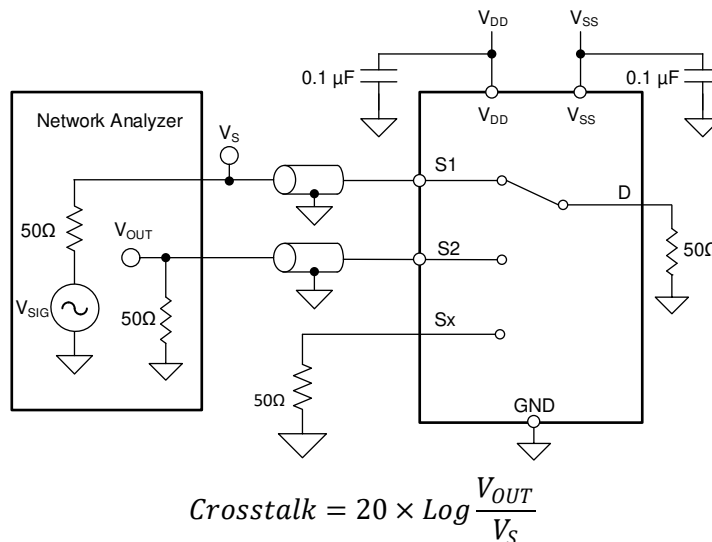 V_DD V_SS
0.1 µF 0.1 µF
Network Analyzer
V_DD V_SS
V_S
S1
D
50Ω
V_OUT
50Ω
S2
V_SIG
50Ω
Sx
50Ω
GND
Crosstalk = 20 × Log V_OUT / V_S